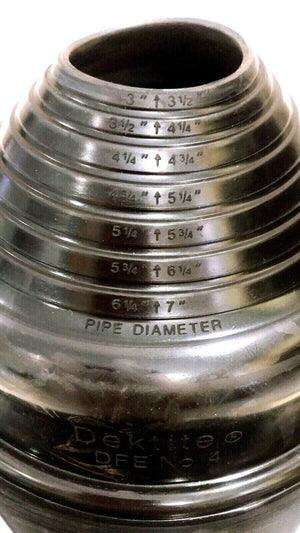 3" ↑ 3½"
3½" ↑ 4¼"
4¼" ↑ 4¾"
4¾" ↑ 5¼"
5¼" ↑ 5¾"
5¾" ↑ 6¼"
6¼" ↑ 7"
PIPE DIAMETER
Dektite®
DFE No 4